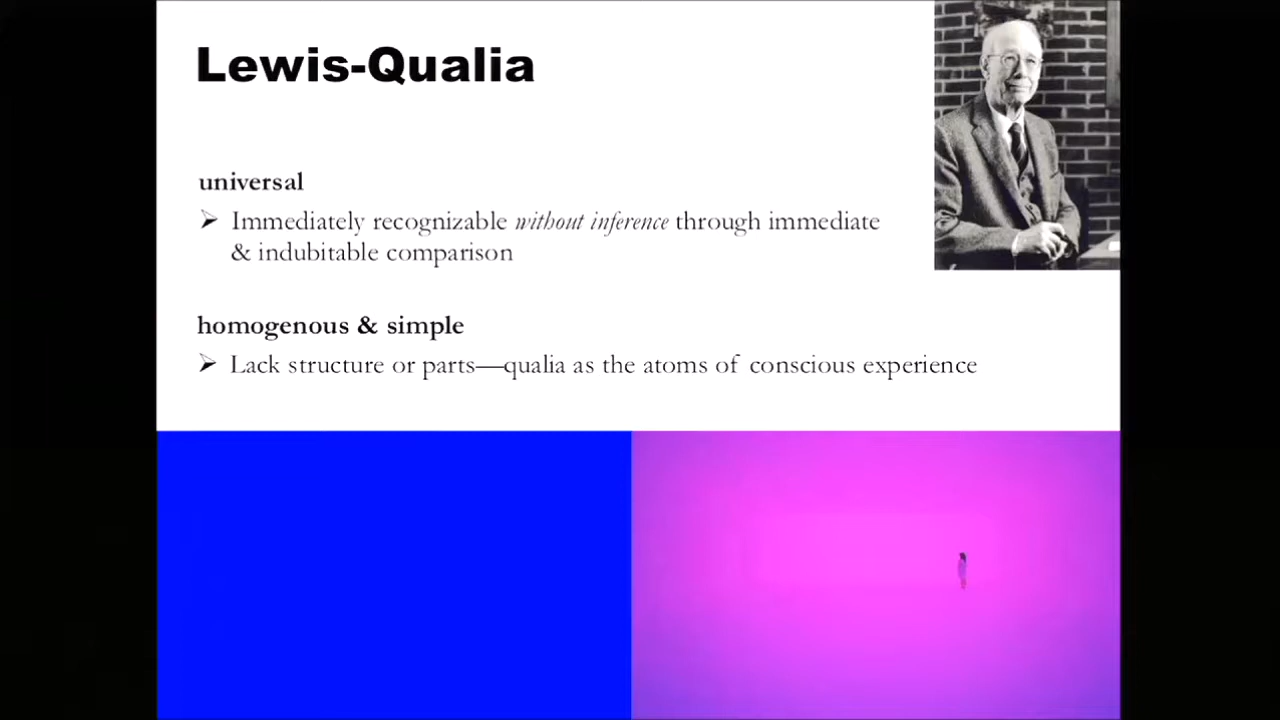 Lewis-Qualia
universal
➢ Immediately recognizable without inference through immediate
& indubitable comparison
homogenous & simple
➢ Lack structure or parts—qualia as the atoms of conscious experience